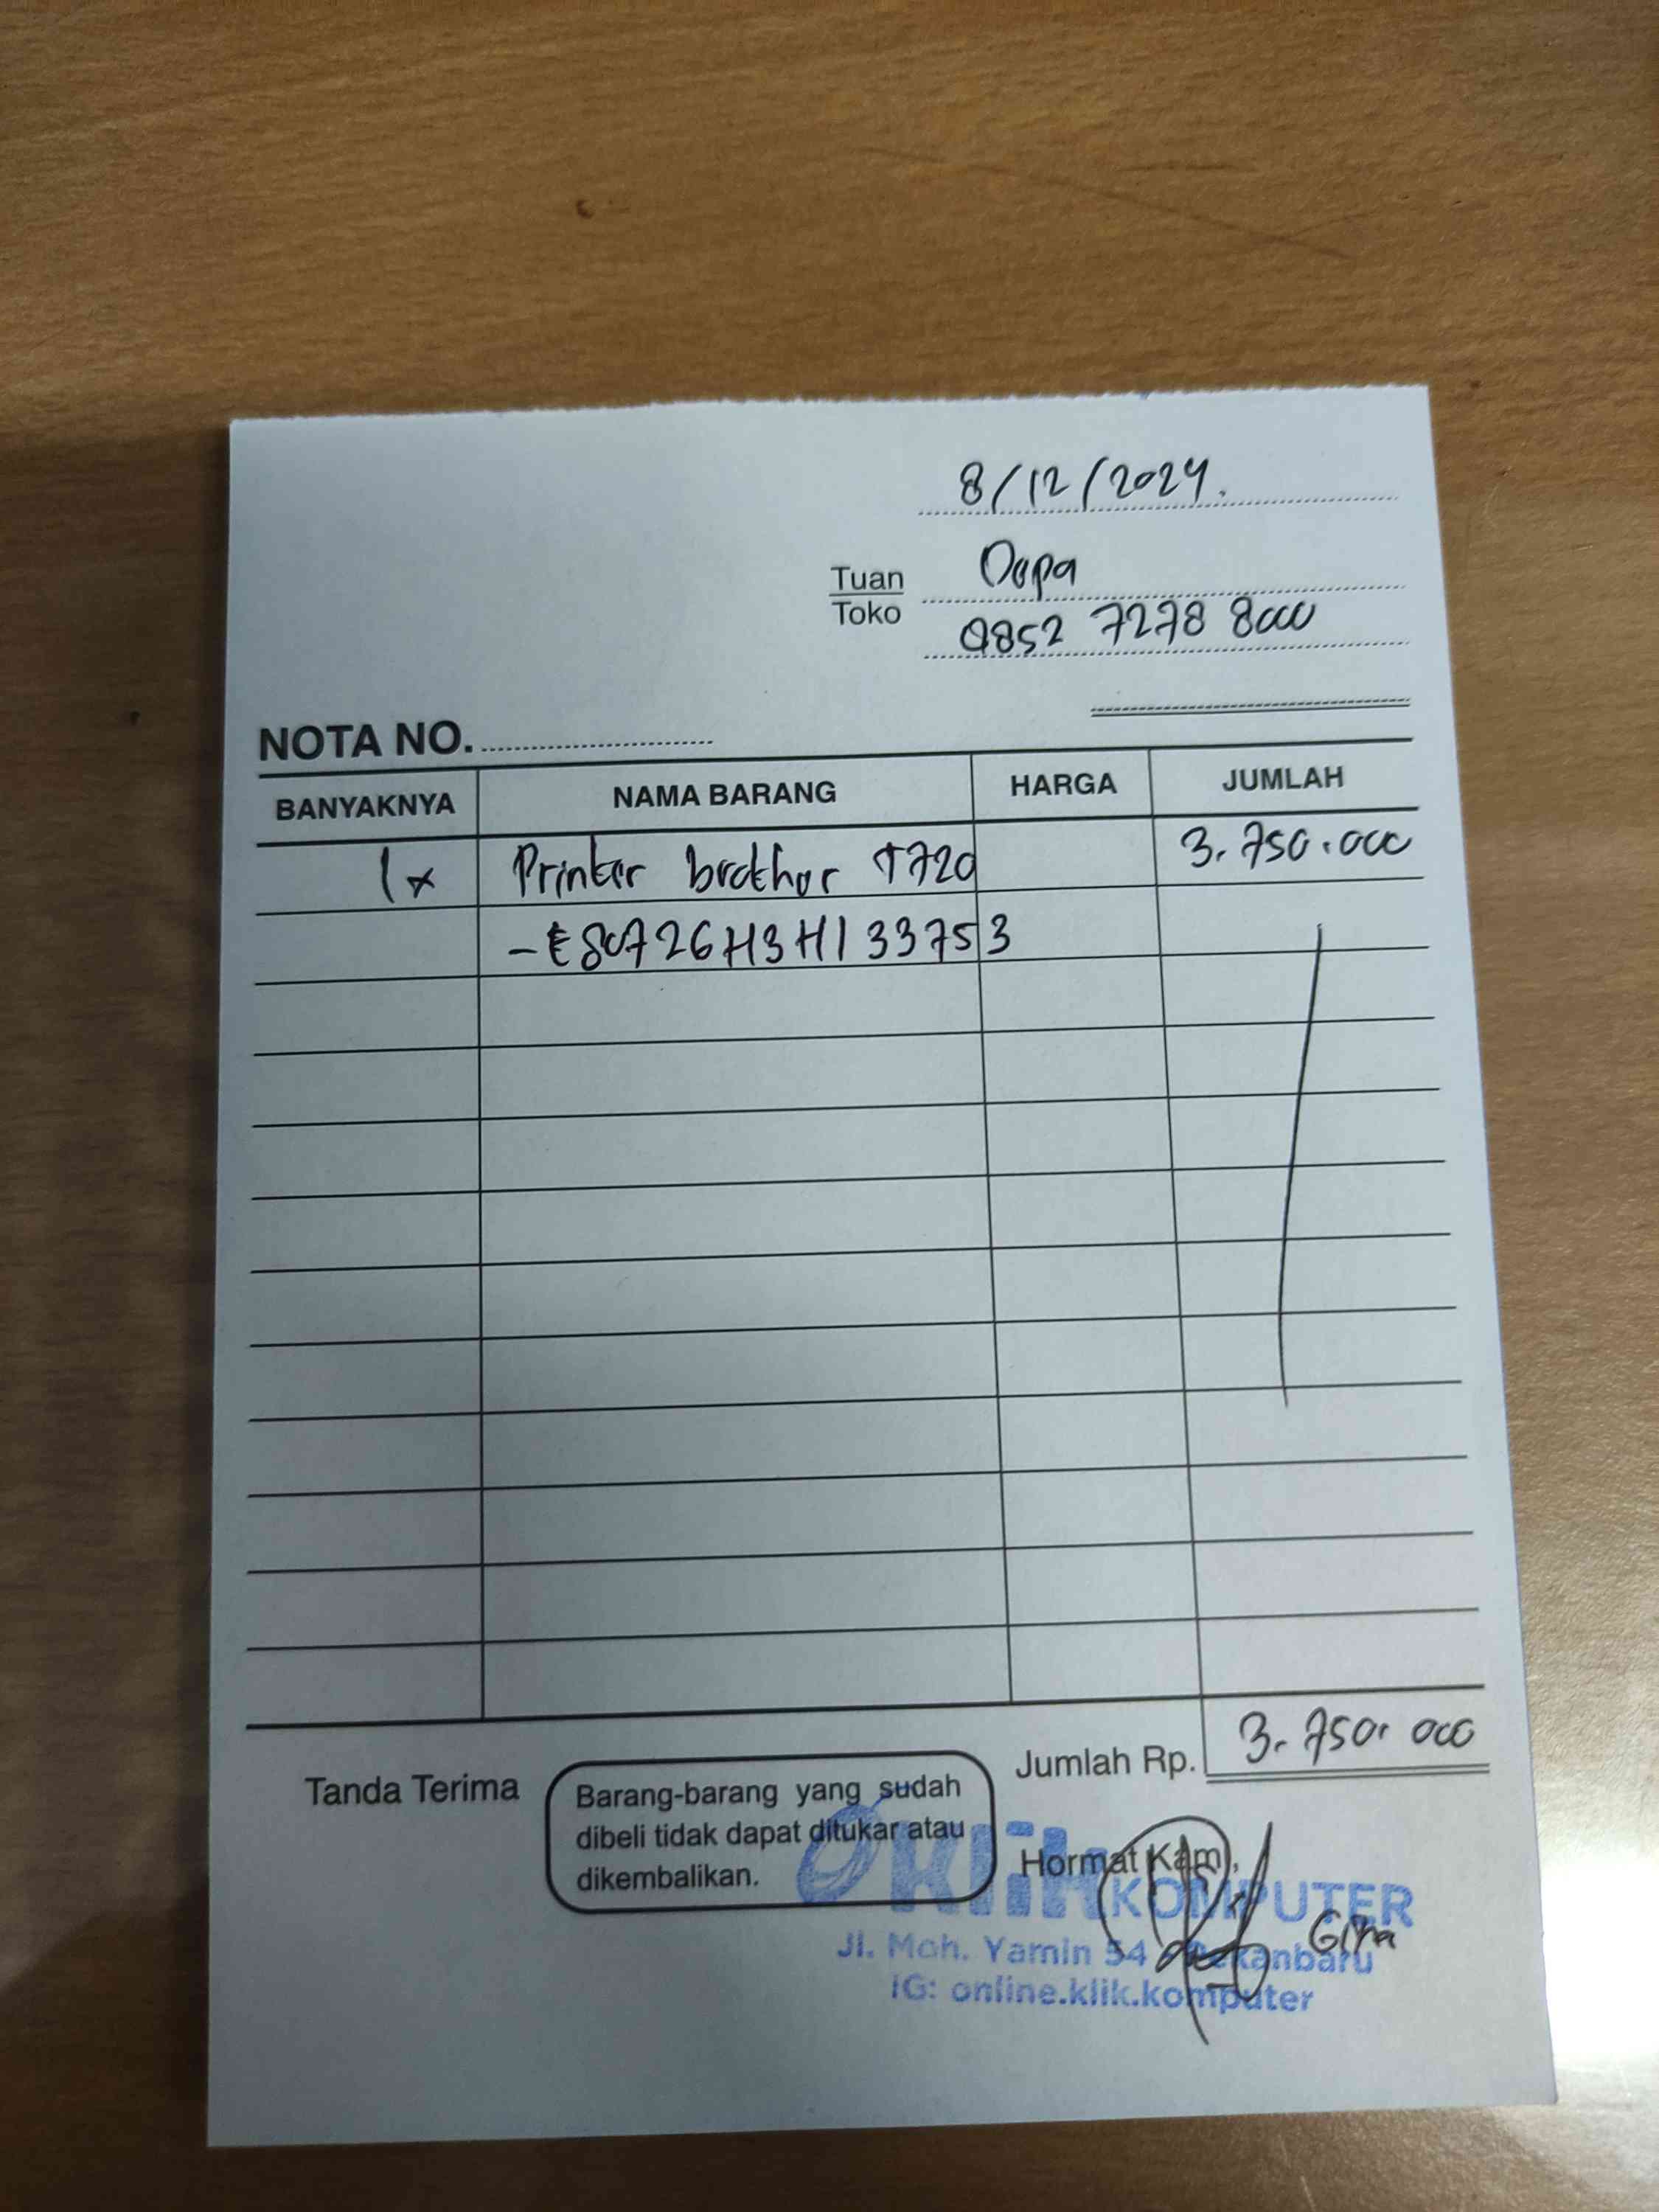 8/12/2024.
Tuan Depa
Toko 0852 7278 8000
NOTA NO.
BANYAKNYA NAMA BARANG HARGA JUMLAH
1x Printer brother T720 3.750.000
- E80726H3H133753
Jumlah Rp. 3.750.000
Tanda Terima
Barang-barang yang sudah
dibeli tidak dapat ditukar atau
dikembalikan.
Hormat Kami,
klik KOMPUTER
Gina
Jl. Moh. Yamin 54 Pekanbaru
IG: online.klik.komputer